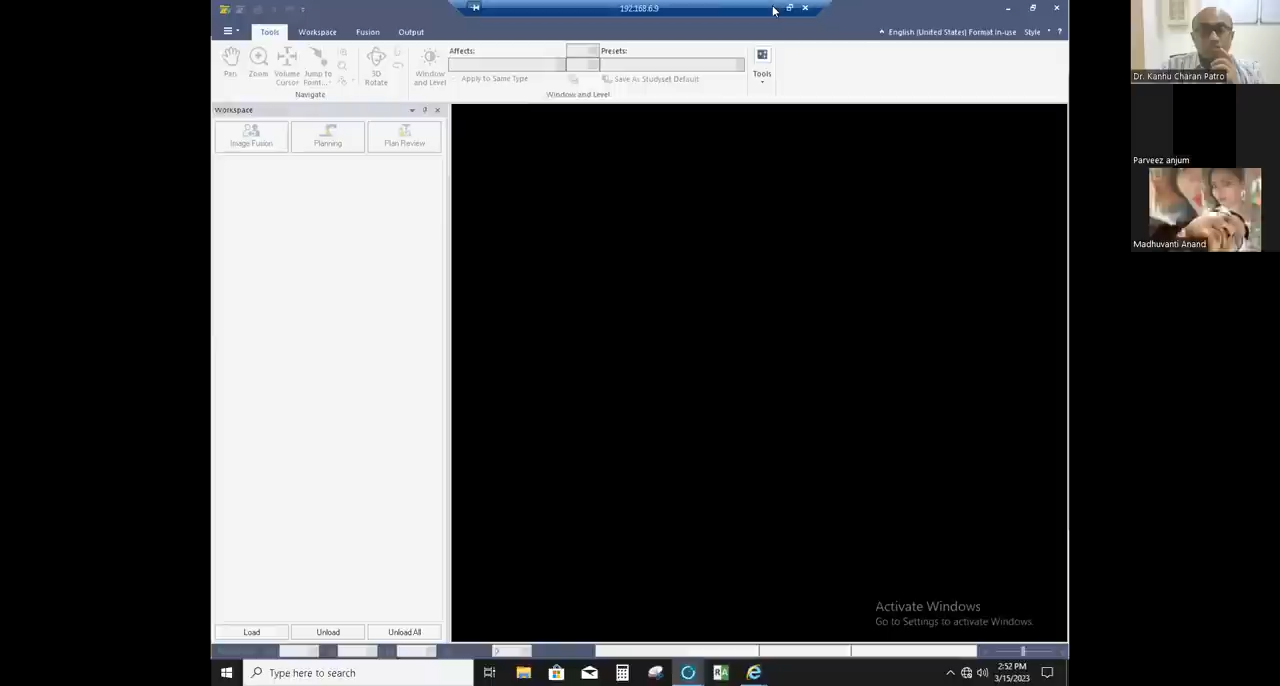 192.168.6.9
Tools
Workspace
Fusion
Output
English (United States) Format in-use
Style
?
Pan
Zoom
Volume Cursor
Jump to Point...
3D Rotate
Navigate
Window and Level
Affects:
Presets:
Apply to Same Type
Save As Studyset Default
Window and Level
Tools
Workspace
Image Fusion
Planning
Plan Review
Load
Unload
Unload All
Activate Windows
Go to Settings to activate Windows.
Type here to search
RA
2:52 PM
3/15/2023
Dr. Kanhu Charan Patro
Parveez anjum
Madhuvanti Anand